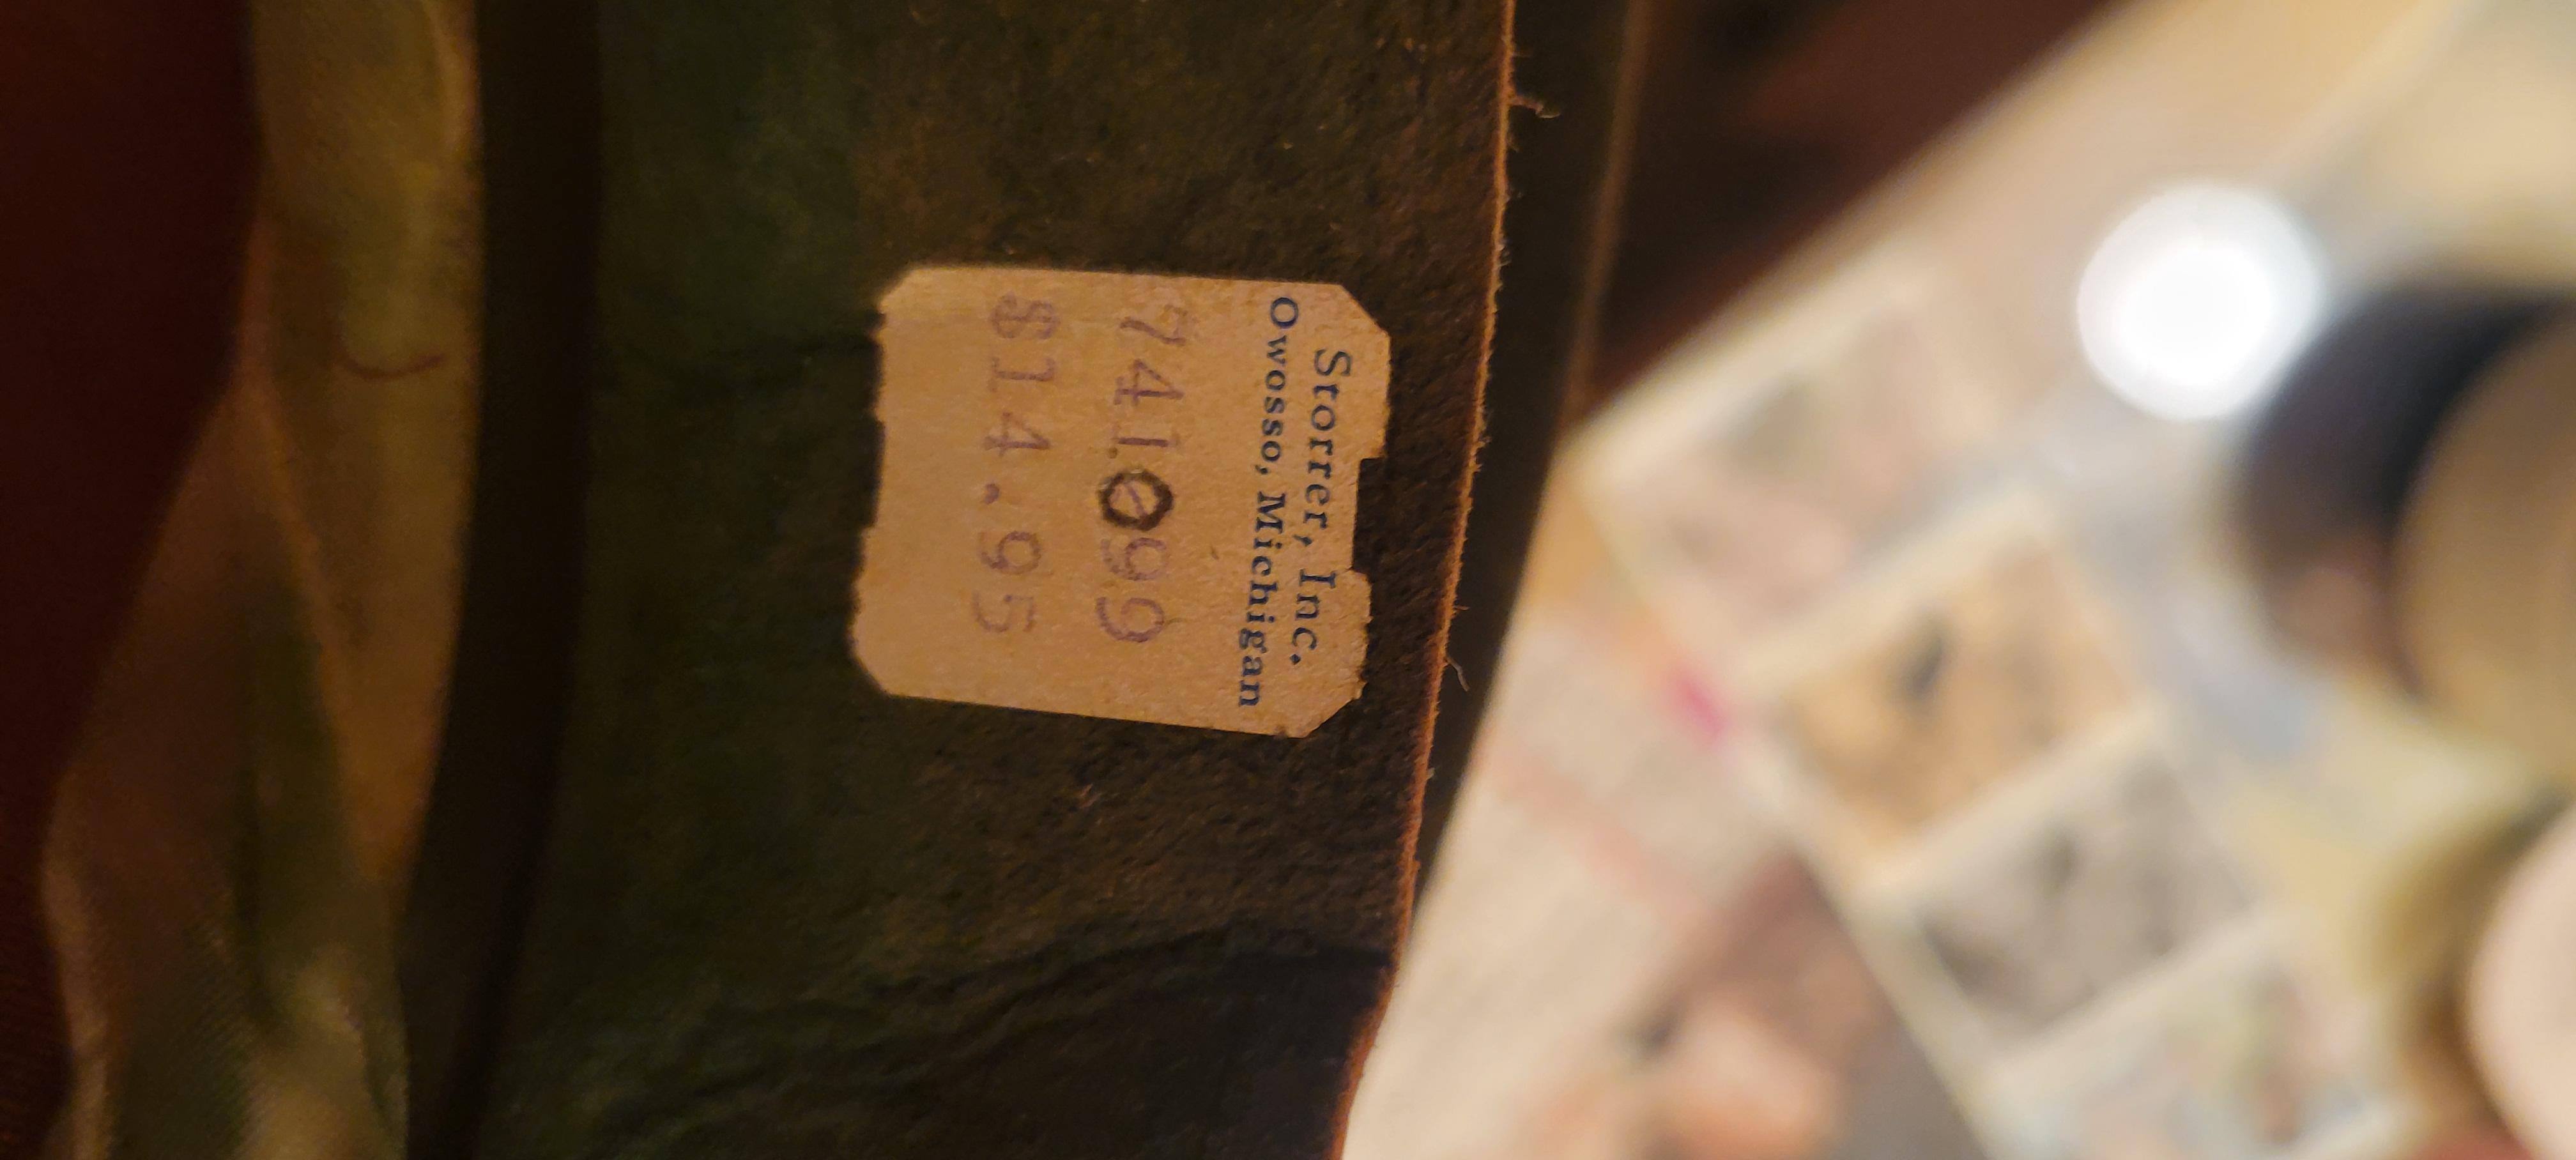 Storrer, Inc.
Owosso, Michigan
741099
$14.95